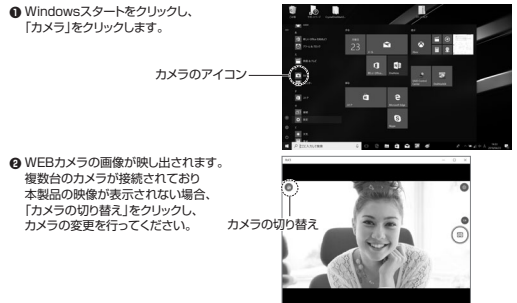 ❶ Windowsスタートをクリックし、
「カメラ」をクリックします。
カメラのアイコン
23
❷ WEBカメラの画像が映し出されます。
複数台のカメラが接続されており
本製品の映像が表示されない場合、
「カメラの切り替え」をクリックし、
カメラの変更を行ってください。
カメラの切り替え